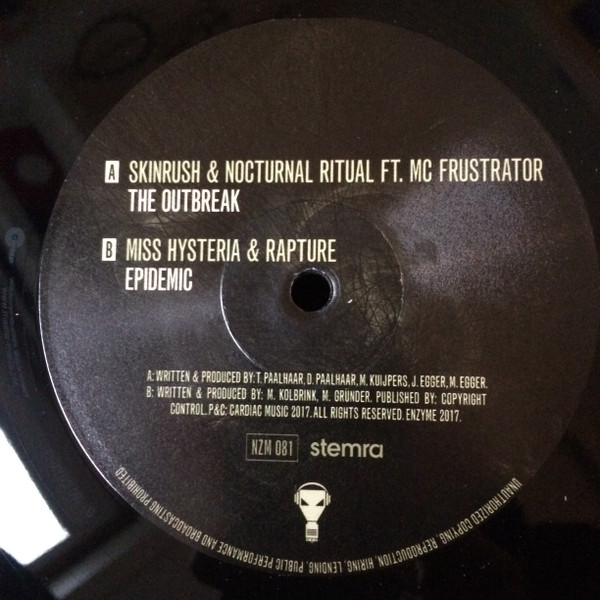 A SKINRUSH & NOCTURNAL RITUAL FT. MC FRUSTRATOR
THE OUTBREAK
B MISS HYSTERIA & RAPTURE
EPIDEMIC
A: WRITTEN & PRODUCED BY: T. PAALHAAR, D. PAALHAAR, M. KUIJPERS, J. EGGER, M. EGGER.
B: WRITTEN & PRODUCED BY: M. KOLBRINK, M. GRÜNDER. PUBLISHED BY: COPYRIGHT
CONTROL. P&C: CARDIAC MUSIC 2017. ALL RIGHTS RESERVED. ENZYME 2017.
NZM 081 stemra
UNAUTHORIZED COPYING, REPRODUCTION, HIRING, LENDING, PUBLIC PERFORMANCE AND BROADCASTING PROHIBITED